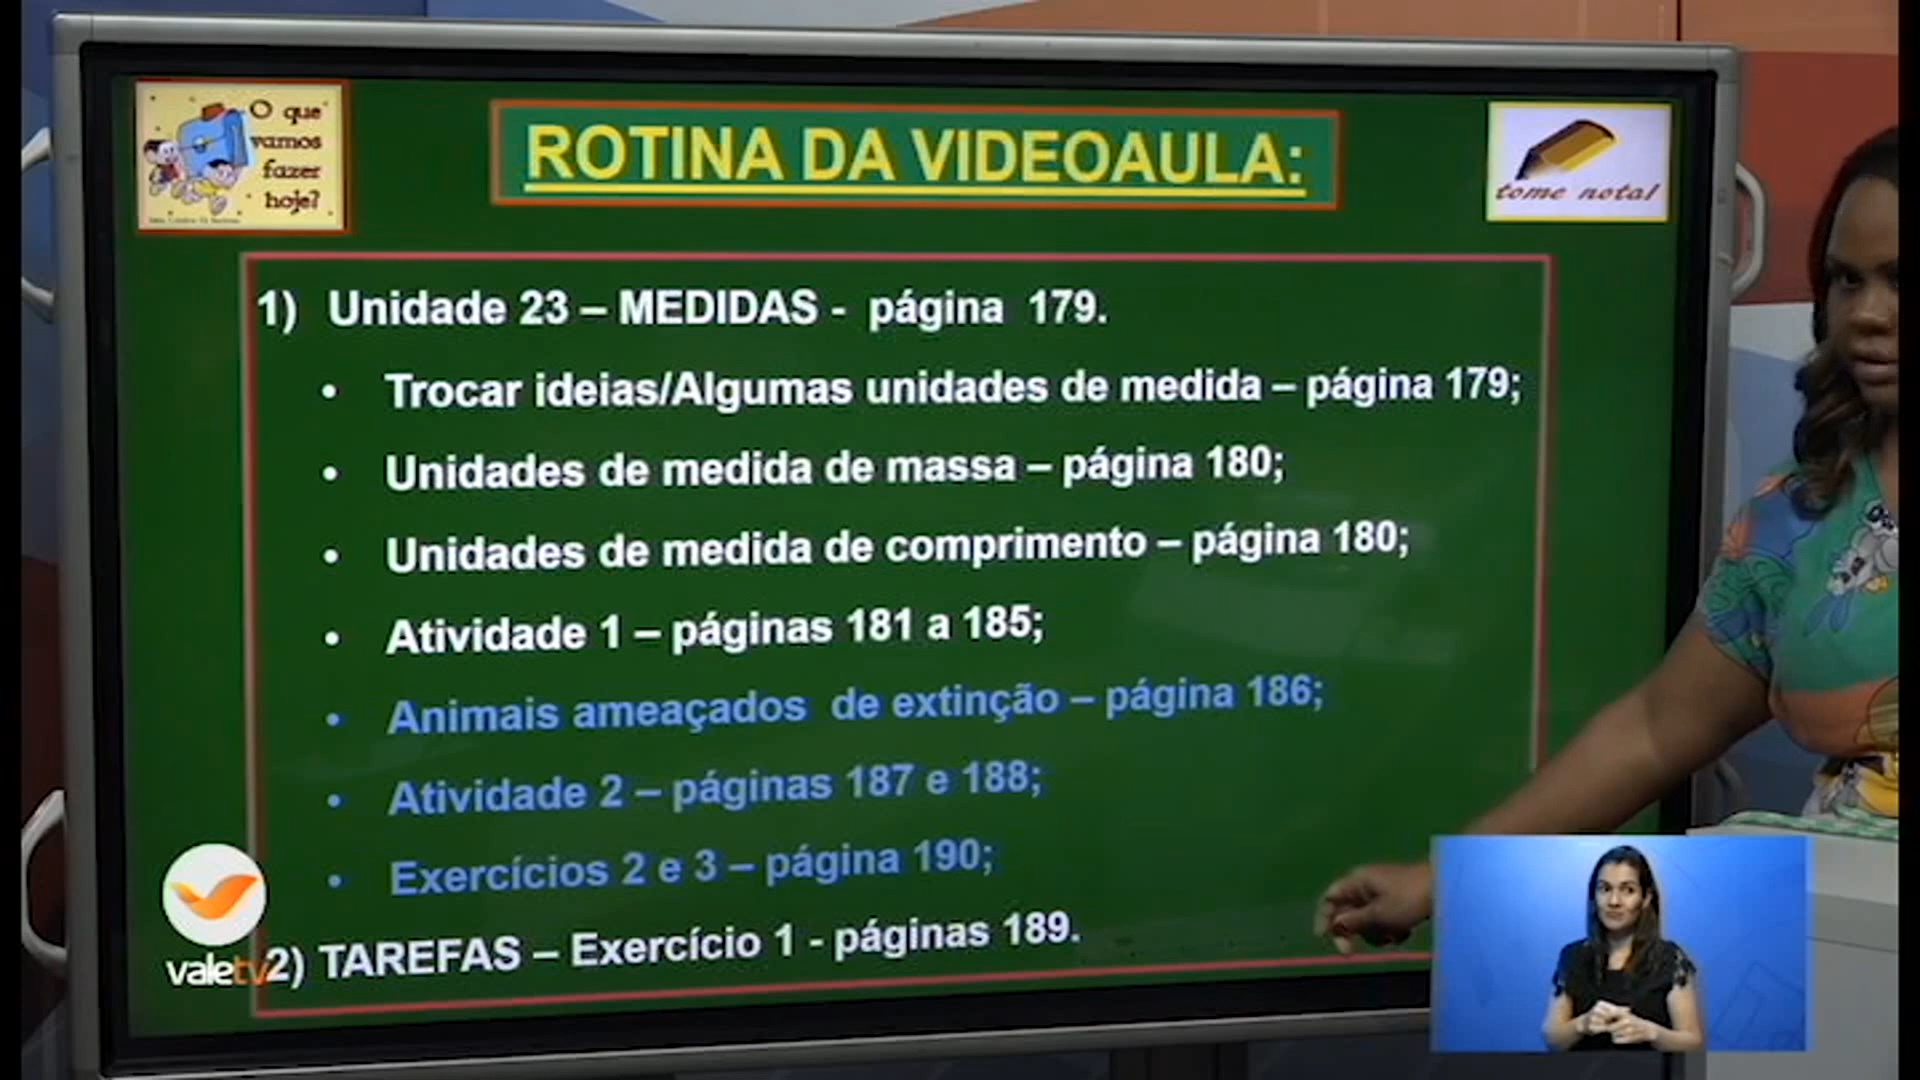 O que
vamos
fazer
hoje?
ROTINA DA VIDEOAULA:
tome nota!
1) Unidade 23 – MEDIDAS - página 179.
• Trocar ideias/Algumas unidades de medida – página 179;
• Unidades de medida de massa – página 180;
• Unidades de medida de comprimento – página 180;
• Atividade 1 – páginas 181 a 185;
• Animais ameaçados de extinção – página 186;
• Atividade 2 – páginas 187 e 188;
• Exercícios 2 e 3 – página 190;
2) TAREFAS – Exercício 1 - páginas 189.
valetv